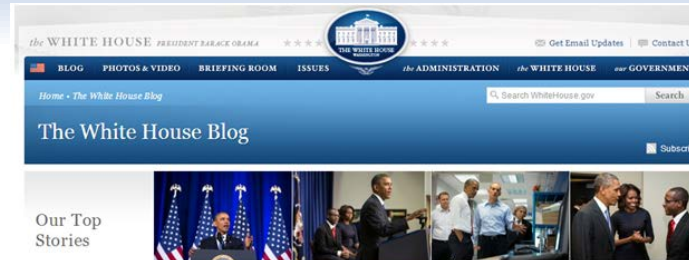 the WHITE HOUSE PRESIDENT BARACK OBAMA
THE WHITE HOUSE
WASHINGTON
Get Email Updates
Contact U
BLOG PHOTOS & VIDEO BRIEFING ROOM ISSUES the ADMINISTRATION the WHITE HOUSE our GOVERNMEN
Home • The White House Blog
Search WhiteHouse.gov
Search
The White House Blog
Subscri
Our Top
Stories